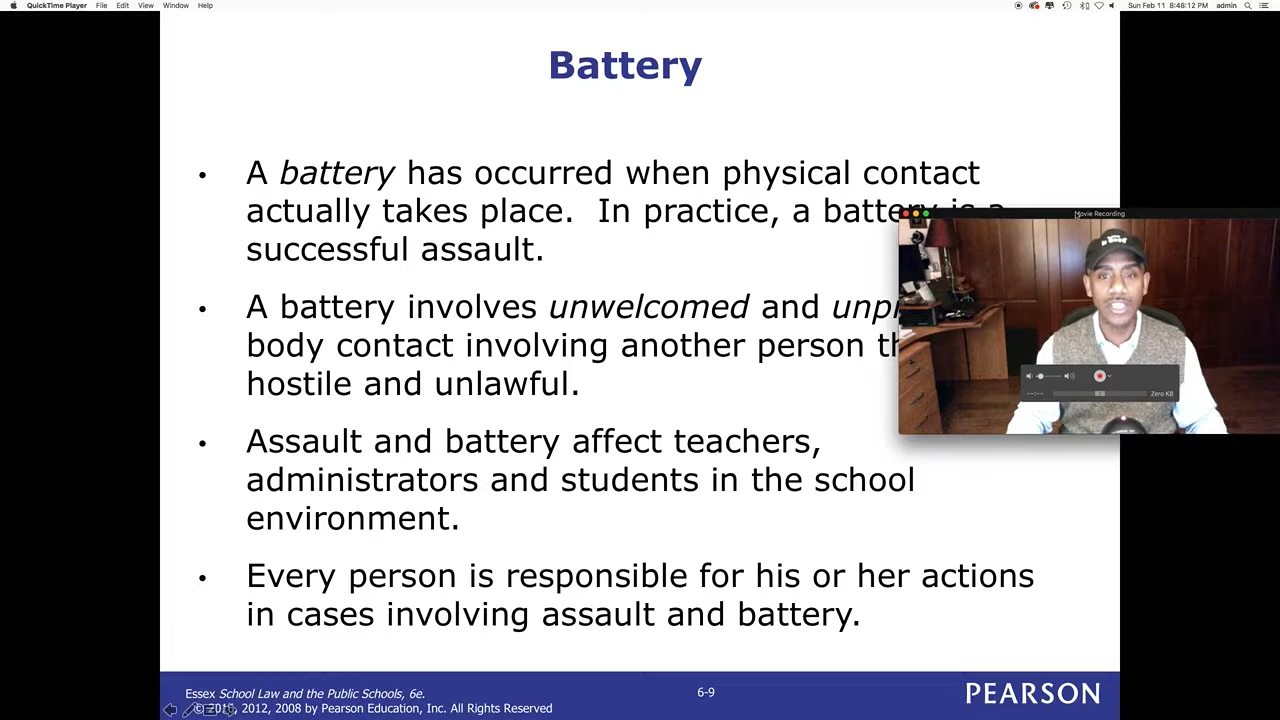 QuickTime Player File Edit View Window Help
Sun Feb 11 8:48:12 PM admin
Battery
• A battery has occurred when physical contact
actually takes place. In practice, a battery is a
successful assault.
• A battery involves unwelcomed and
body contact involving another person
hostile and unlawful.
• Assault and battery affect teachers,
administrators and students in the school
environment.
• Every person is responsible for his or her actions
in cases involving assault and battery.
Movie Recording
Zero KB
Essex School Law and the Public Schools, 6e.
2012, 2008 by Pearson Education, Inc. All Rights Reserved
6-9
PEARSON